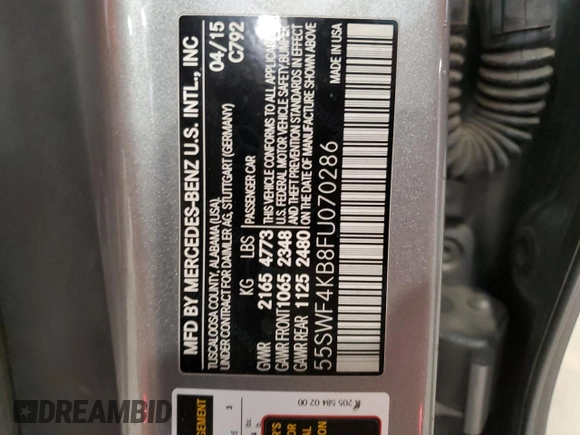 MFD BY MERCEDES-BENZ U.S. INTL., INC
TUSCALOOSA COUNTY, ALABAMA (USA)
UNDER CONTRACT FOR DAIMLER AG, STUTTGART (GERMANY)
04/15
C792
KG LBS PASSENGER CAR
GVWR 2165 4773
GAWR FRONT 1065 2348
GAWR REAR 1125 2480
THIS VEHICLE CONFORMS TO ALL APPLICABLE
U.S. FEDERAL MOTOR VEHICLE SAFETY, BUMPER,
AND THEFT PREVENTION STANDARDS IN EFFECT
ON THE DATE OF MANUFACTURE SHOWN ABOVE
55SWF4KB8FU070286
MADE IN USA
205 584 02 00
DREAMBID